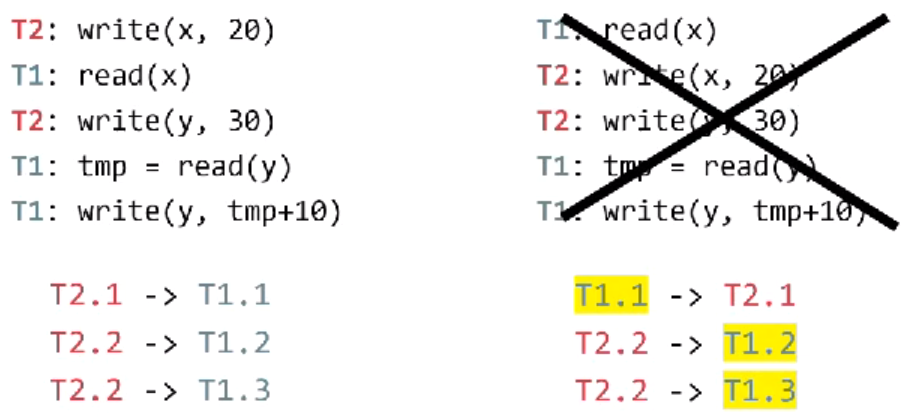 T2: write(x, 20)
T1: read(x)
T2: write(y, 30)
T1: tmp = read(y)
T1: write(y, tmp+10)
T2.1 -> T1.1
T2.2 -> T1.2
T2.2 -> T1.3
T1: read(x)
T2: write(x, 20)
T2: write(y, 30)
T1: tmp = read(y)
T1: write(y, tmp+10)
T1.1 -> T2.1
T2.2 -> T1.2
T2.2 -> T1.3